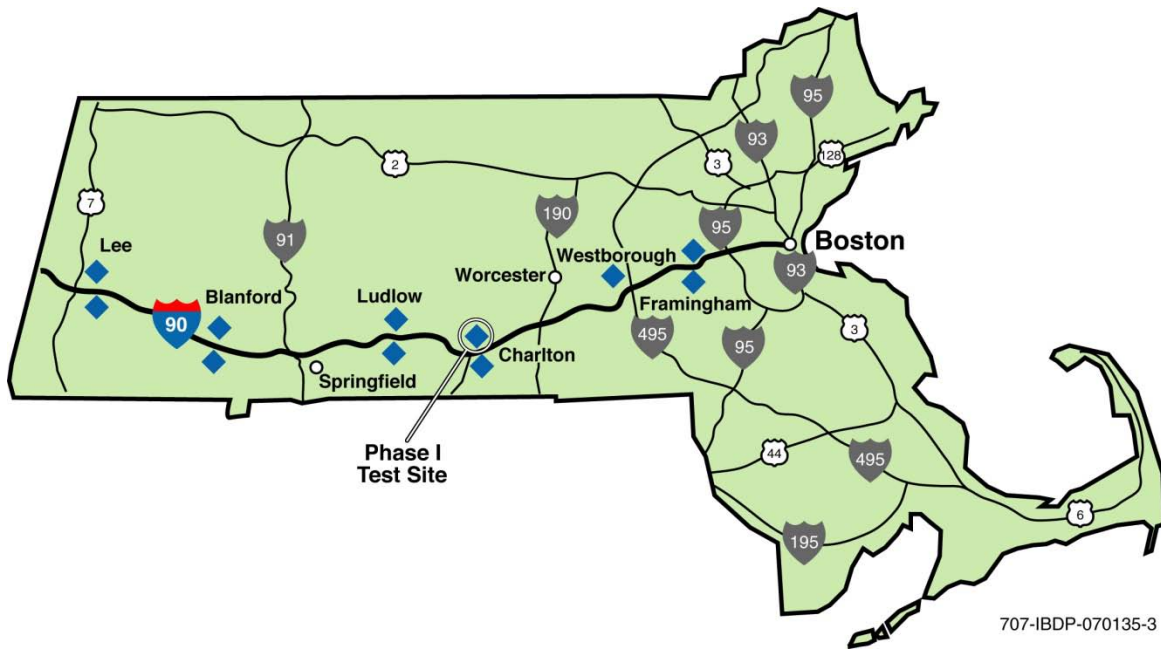 95
93
3
128
2
7
190
91
95
Boston
Lee
Westborough
Worcester
93
Blanford
Ludlow
Framingham
90
495
3
95
Charlton
Springfield
Phase I
Test Site
44
495
6
195
707-IBDP-070135-3